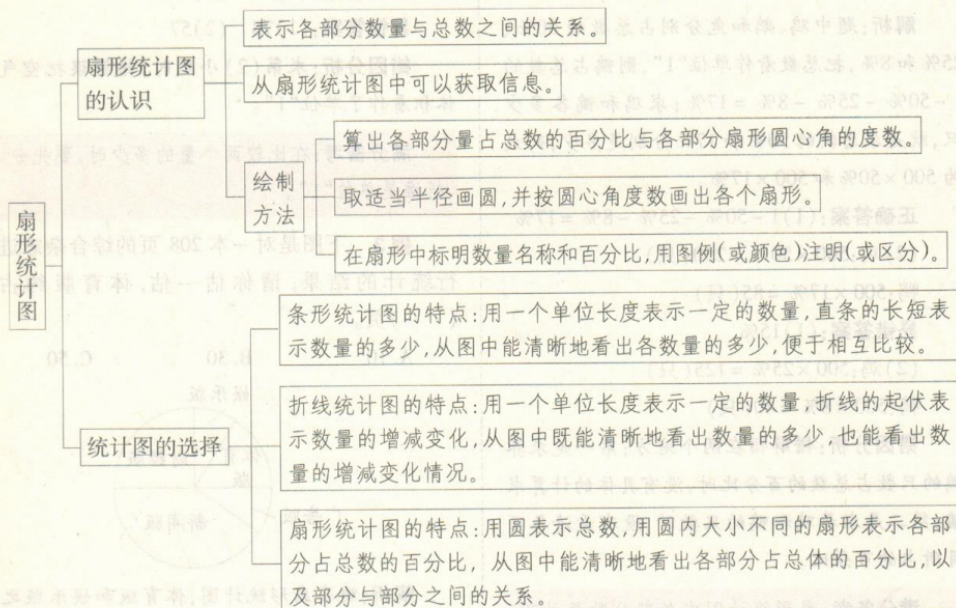 扇形统计图
扇形统计图
的认识
表示各部分数量与总数之间的关系。
从扇形统计图中可以获取信息。
绘制
方法
算出各部分量占总数的百分比与各部分扇形圆心角的度数。
取适当半径画圆,并按圆心角度数画出各个扇形。
在扇形中标明数量名称和百分比,用图例(或颜色)注明(或区分)。
统计图的选择
条形统计图的特点:用一个单位长度表示一定的数量,直条的长短表
示数量的多少,从图中能清晰地看出各数量的多少,便于相互比较。
折线统计图的特点:用一个单位长度表示一定的数量,折线的起伏表
示数量的增减变化,从图中既能清晰地看出数量的多少,也能看出数
量的增减变化情况。
扇形统计图的特点:用圆表示总数,用圆内大小不同的扇形表示各部
分占总数的百分比,从图中能清晰地看出各部分占总体的百分比,以
及部分与部分之间的关系。